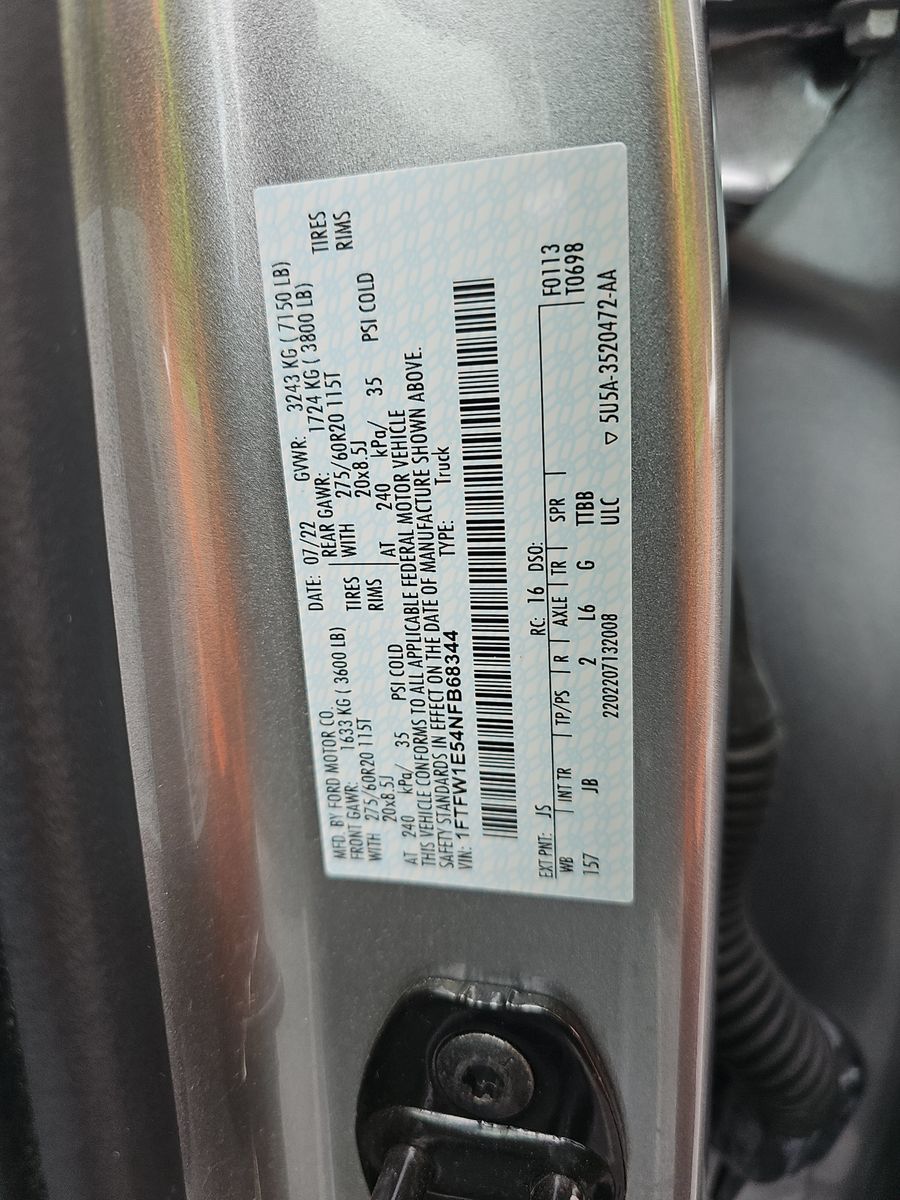 MFD. BY FORD MOTOR CO. DATE: 07/22 GVWR: 3243 KG ( 7150 LB)
FRONT GAWR: 1633 KG ( 3600 LB) REAR GAWR: 1724 KG ( 3800 LB)
WITH 275/60R20 115T TIRES WITH 275/60R20 115T TIRES
20x8.5J RIMS 20x8.5J RIMS
AT 240 kPa/ 35 PSI COLD AT 240 kPa/ 35 PSI COLD
THIS VEHICLE CONFORMS TO ALL APPLICABLE FEDERAL MOTOR VEHICLE
SAFETY STANDARDS IN EFFECT ON THE DATE OF MANUFACTURE SHOWN ABOVE.
VIN: 1FTFW1E54NFB68344 TYPE: Truck
EXT PNT: JS RC: 16 DSO: F0113
WB INT TR TP/PS R AXLE TR SPR T0698
157 JB 2 L6 G TTBB
2202207132008 ULC ▽ 5U5A-3520472-AA